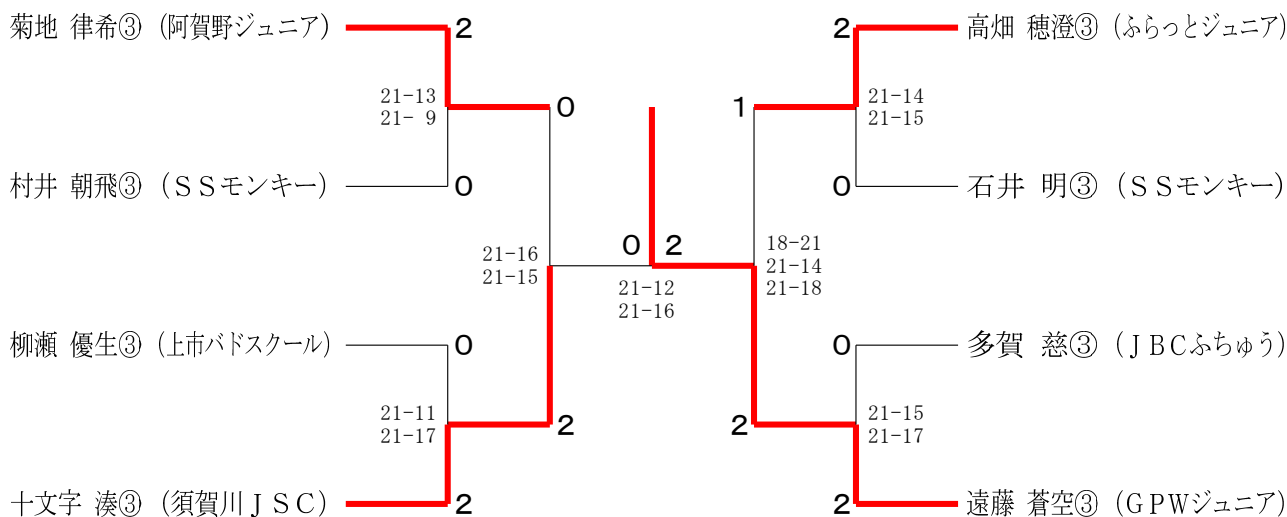 菊地 律希③ (阿賀野ジュニア) 2
21-13
21- 9
0
村井 朝飛③ (ＳＳモンキー) 0
21-16
21-15
柳瀬 優生③ (上市バドスクール) 0
21-11
21-17
2
十文字 湊③ (須賀川ＪＳＣ) 2
0 2
21-12
21-16
2 高畑 穂澄③ (ふらっとジュニア)
1
21-14
21-15
0 石井 明③ (ＳＳモンキー)
18-21
21-14
21-18
0 多賀 慈③ (ＪＢＣふちゅう)
2
21-15
21-17
2 遠藤 蒼空③ (ＧＰＷジュニア)